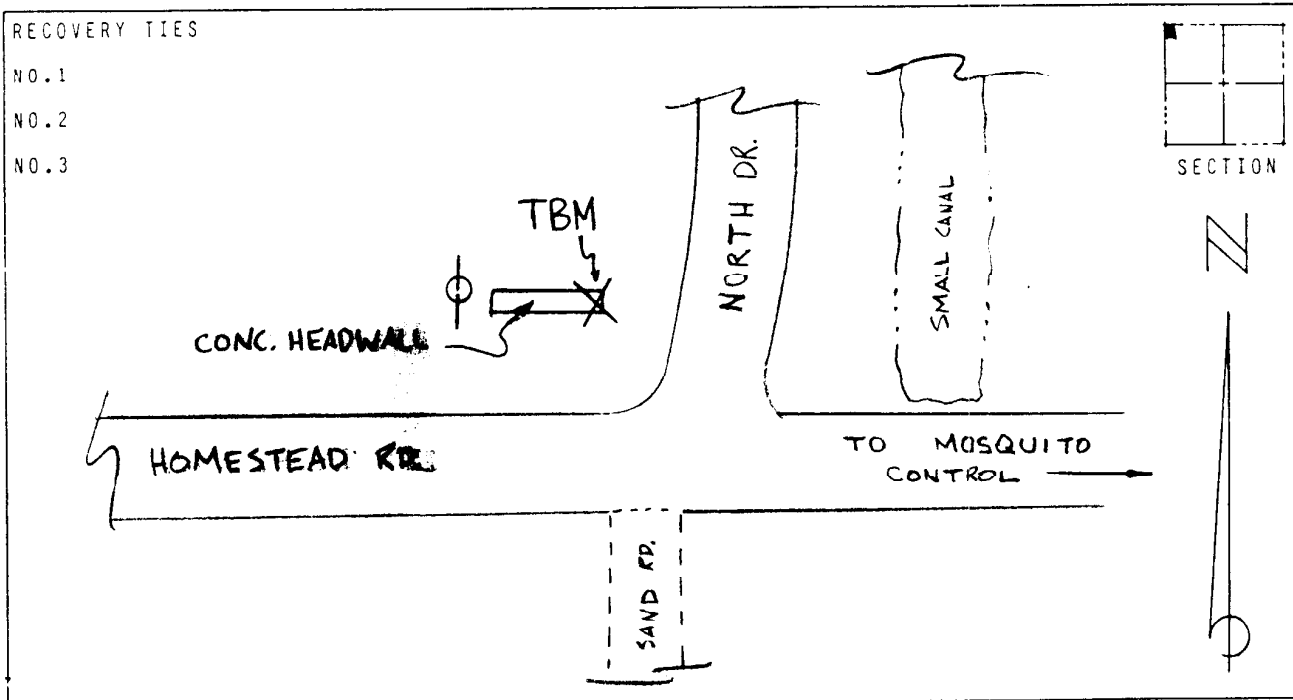 RECOVERY TIES
NO.1
NO.2
NO.3
SECTION
N
TBM
CONC. HEADWALL
NORTH DR.
SMALL CANAL
HOMESTEAD RD.
TO MOSQUITO
CONTROL
SAND RD.